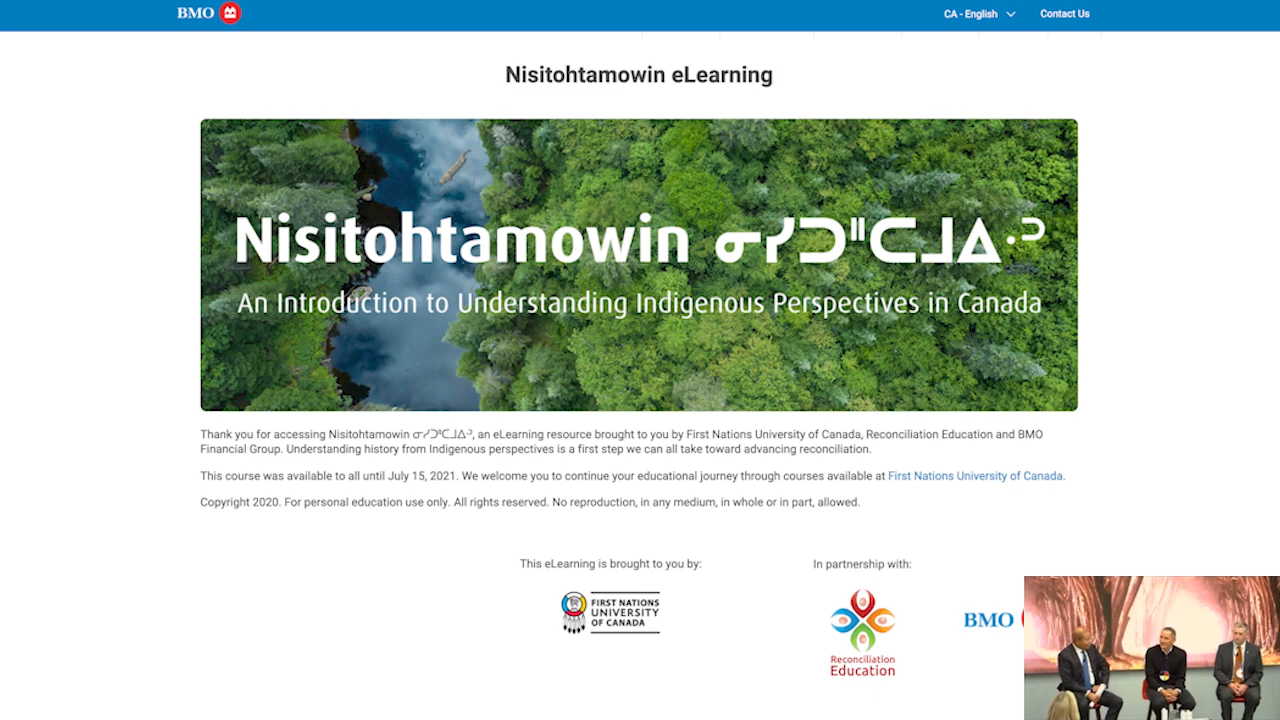 BMO
CA - English
Contact Us
Nisitohtamowin eLearning
Nisitohtamowin ᓂᓯᑐᐦᑕᒧᐃᐧᐣ
An Introduction to Understanding Indigenous Perspectives in Canada
Thank you for accessing Nisitohtamowin ᓂᓯᑐᐦᑕᒧᐃᐧᐣ, an eLearning resource brought to you by First Nations University of Canada, Reconciliation Education and BMO
Financial Group. Understanding history from Indigenous perspectives is a first step we can all take toward advancing reconciliation.
This course was available to all until July 15, 2021. We welcome you to continue your educational journey through courses available at First Nations University of Canada.
Copyright 2020. For personal education use only. All rights reserved. No reproduction, in any medium, in whole or in part, allowed.
This eLearning is brought to you by:
In partnership with:
FIRST NATIONS
UNIVERSITY
OF CANADA
Reconciliation
Education
BMO